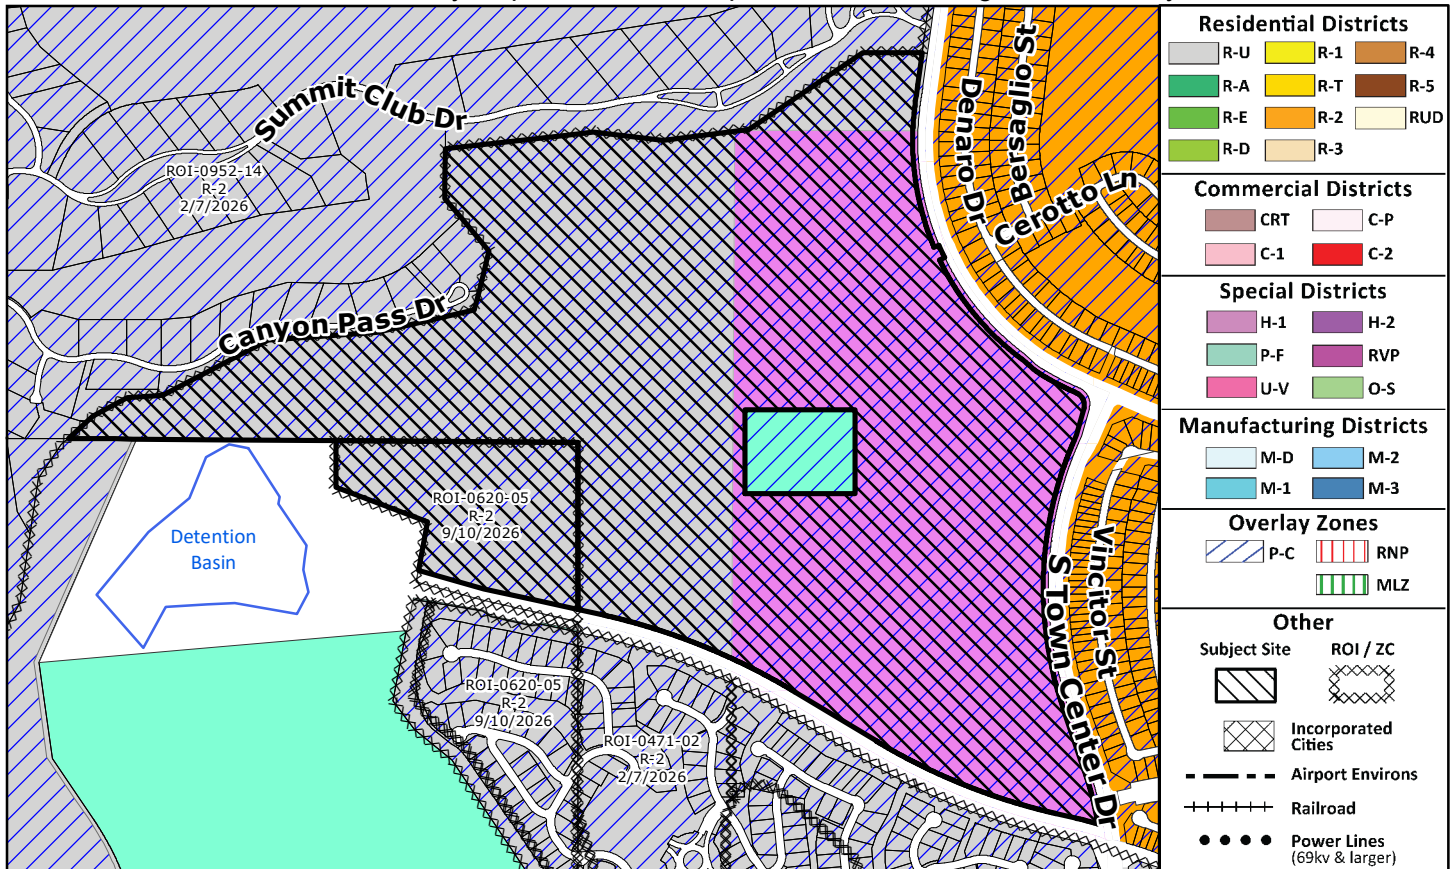 Summit Club Dr
ROI-0952-14
R-2
2/7/2026
Canyon Pass Dr
Detention
Basin
ROI-0620-05
R-2
9/10/2026
ROI-0620-05
R-2
9/10/2026
ROI-0471-02
R-2
2/7/2026
Duenaro Dr
Bersaglio St
Cerotto Ln
Vincitor St
S Town Center Dr
Residential Districts
R-U
R-1
R-4
R-A
R-T
R-5
R-E
R-2
RUD
R-D
R-3
Commercial Districts
CRT
C-P
C-1
C-2
Special Districts
H-1
H-2
P-F
RVP
U-V
O-S
Manufacturing Districts
M-D
M-2
M-1
M-3
Overlay Zones
P-C
RNP
MLZ
Other
Subject Site
ROI / ZC
Incorporated
Cities
Airport Environs
Railroad
Power Lines
(69kv & larger)